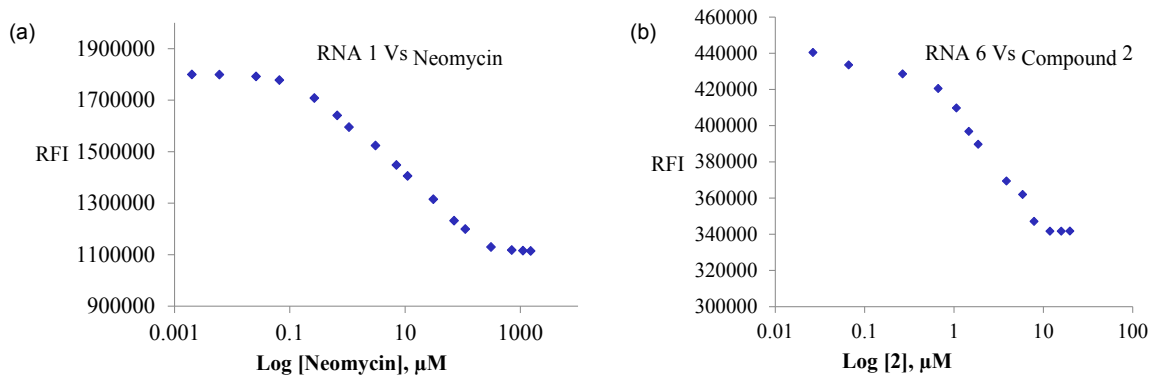 (a)
RNA 1 Vs Neomycin
1900000
1700000
1500000
1300000
1100000
900000
RFI
0.001 0.1 10 1000
Log [Neomycin], µM
(b)
RNA 6 Vs Compound 2
460000
440000
420000
400000
380000
360000
340000
320000
300000
RFI
0.01 0.1 1 10 100
Log [2], µM